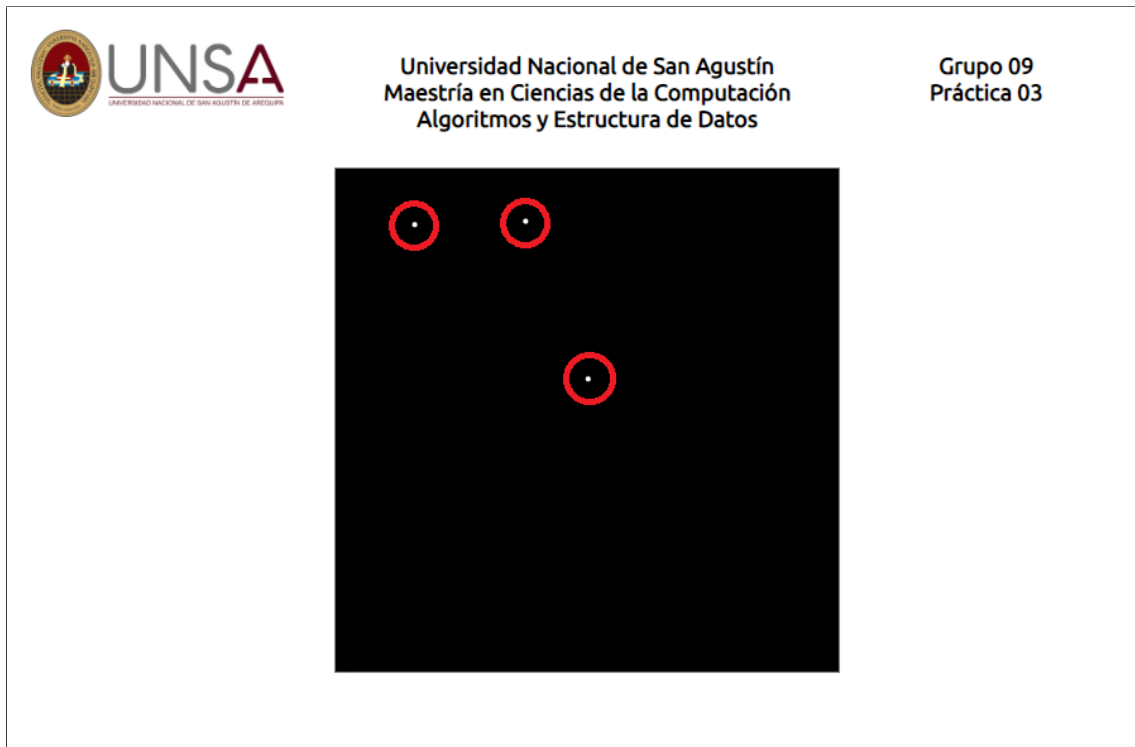 UNSA
UNIVERSIDAD NACIONAL DE SAN AGUSTÍN DE AREQUIPA
Universidad Nacional de San Agustín
Maestría en Ciencias de la Computación
Algoritmos y Estructura de Datos
Grupo 09
Práctica 03